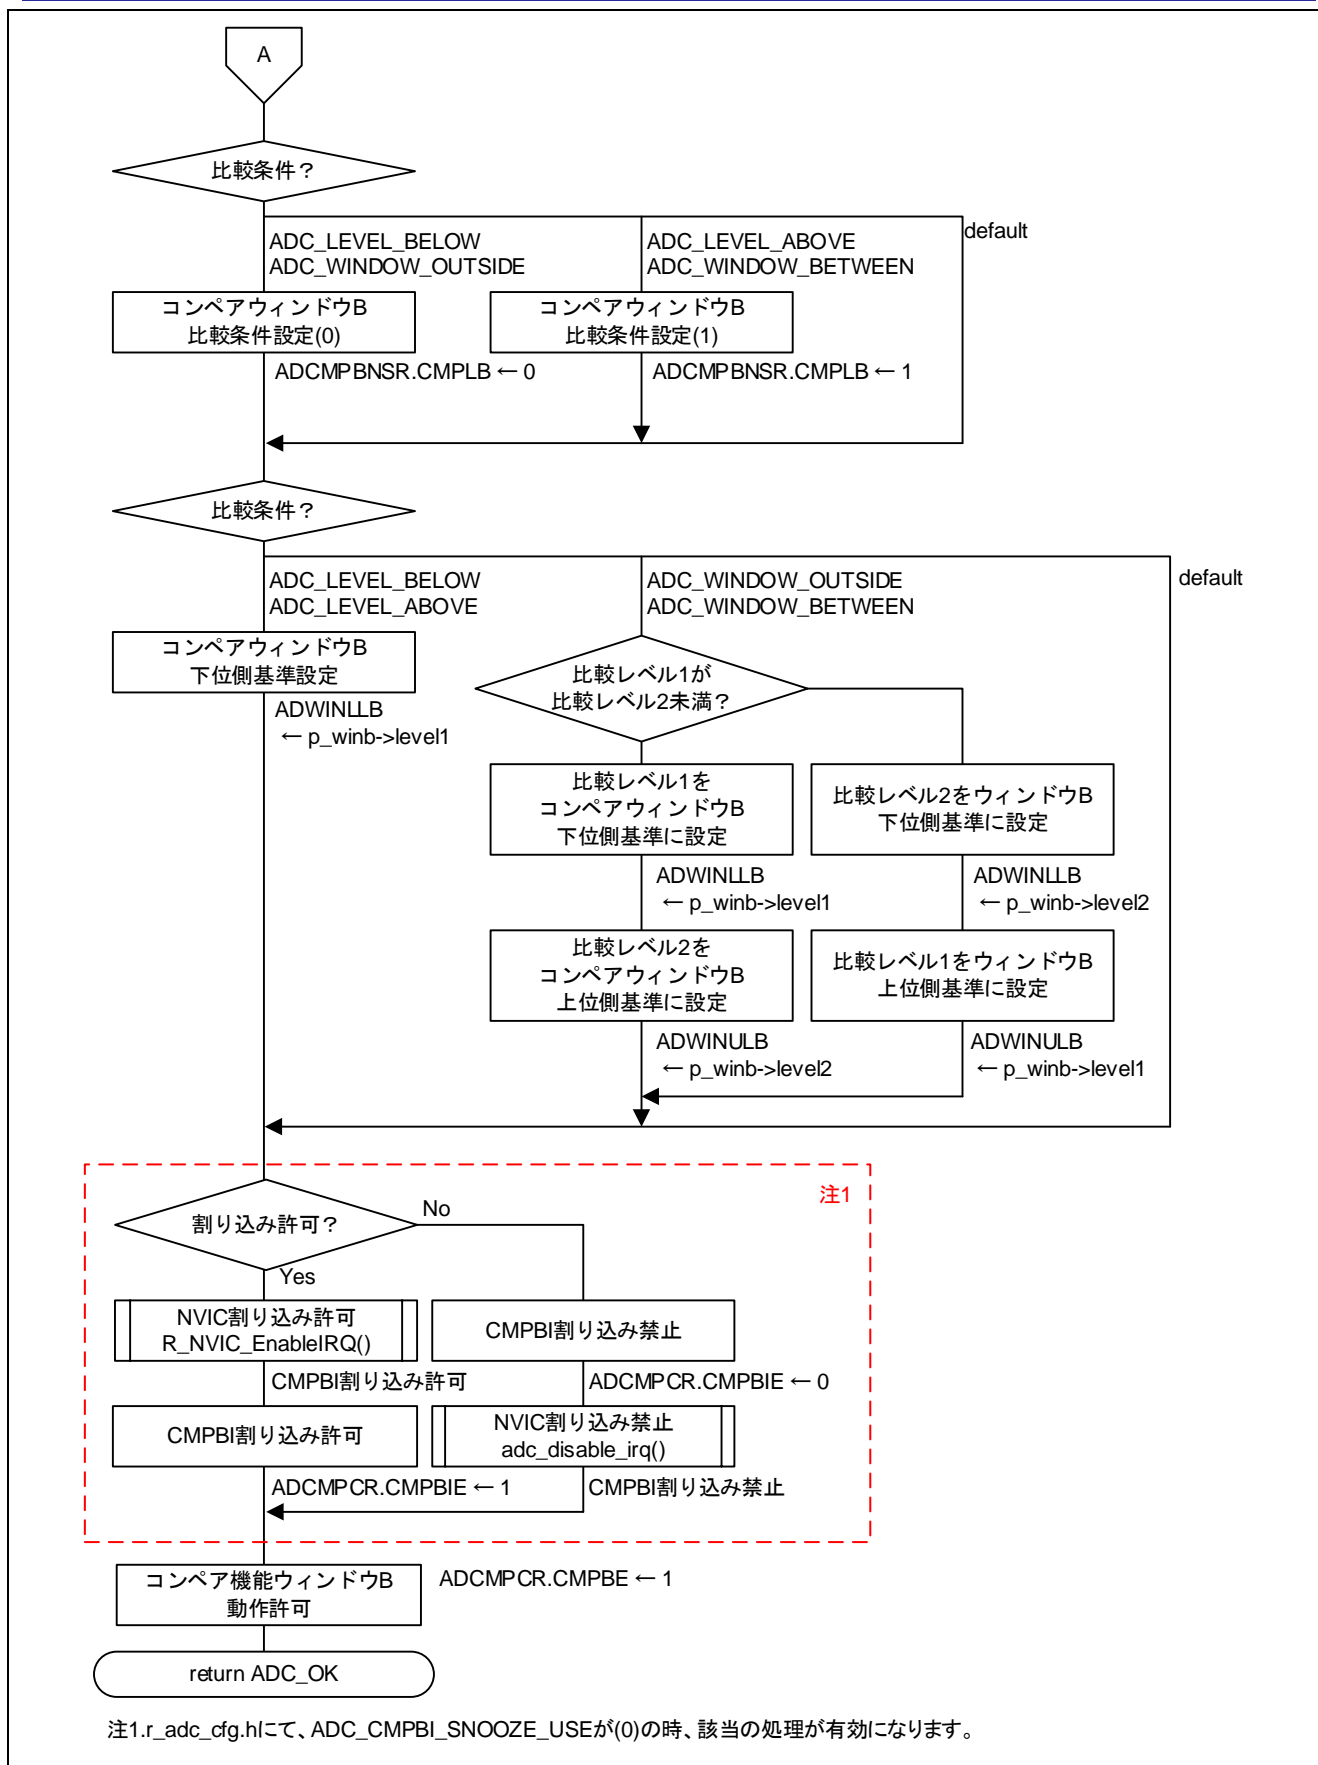 A
比較条件？
default
ADC_LEVEL_BELOW
ADC_WINDOW_OUTSIDE
ADC_LEVEL_ABOVE
ADC_WINDOW_BETWEEN
コンペアウィンドウB
比較条件設定(0)
コンペアウィンドウB
比較条件設定(1)
ADCMPBNSR.CMPLB ← 0
ADCMPBNSR.CMPLB ← 1
比較条件？
ADC_LEVEL_BELOW
ADC_LEVEL_ABOVE
ADC_WINDOW_OUTSIDE
ADC_WINDOW_BETWEEN
default
コンペアウィンドウB
下位側基準設定
ADWINLLB
← p_winb->level1
比較レベル1が
比較レベル2未満？
比較レベル1を
コンペアウィンドウB
下位側基準に設定
比較レベル2をウィンドウB
下位側基準に設定
ADWINLLB
← p_winb->level1
ADWINLLB
← p_winb->level2
比較レベル2を
コンペアウィンドウB
上位側基準に設定
比較レベル1をウィンドウB
上位側基準に設定
ADWINULB
← p_winb->level2
ADWINULB
← p_winb->level1
注1
割り込み許可？
No
Yes
NVIC割り込み許可
R_NVIC_EnableIRQ()
CMPBI割り込み禁止
CMPBI割り込み許可
ADCMPCR.CMPBIE ← 0
CMPBI割り込み許可
NVIC割り込み禁止
adc_disable_irq()
ADCMPCR.CMPBIE ← 1
CMPBI割り込み禁止
コンペア機能ウィンドウB
動作許可
ADCMPCR.CMPBE ← 1
return ADC_OK
注1.r_adc_cfg.hにて、ADC_CMPBI_SNOOZE_USEが(0)の時、該当の処理が有効になります。